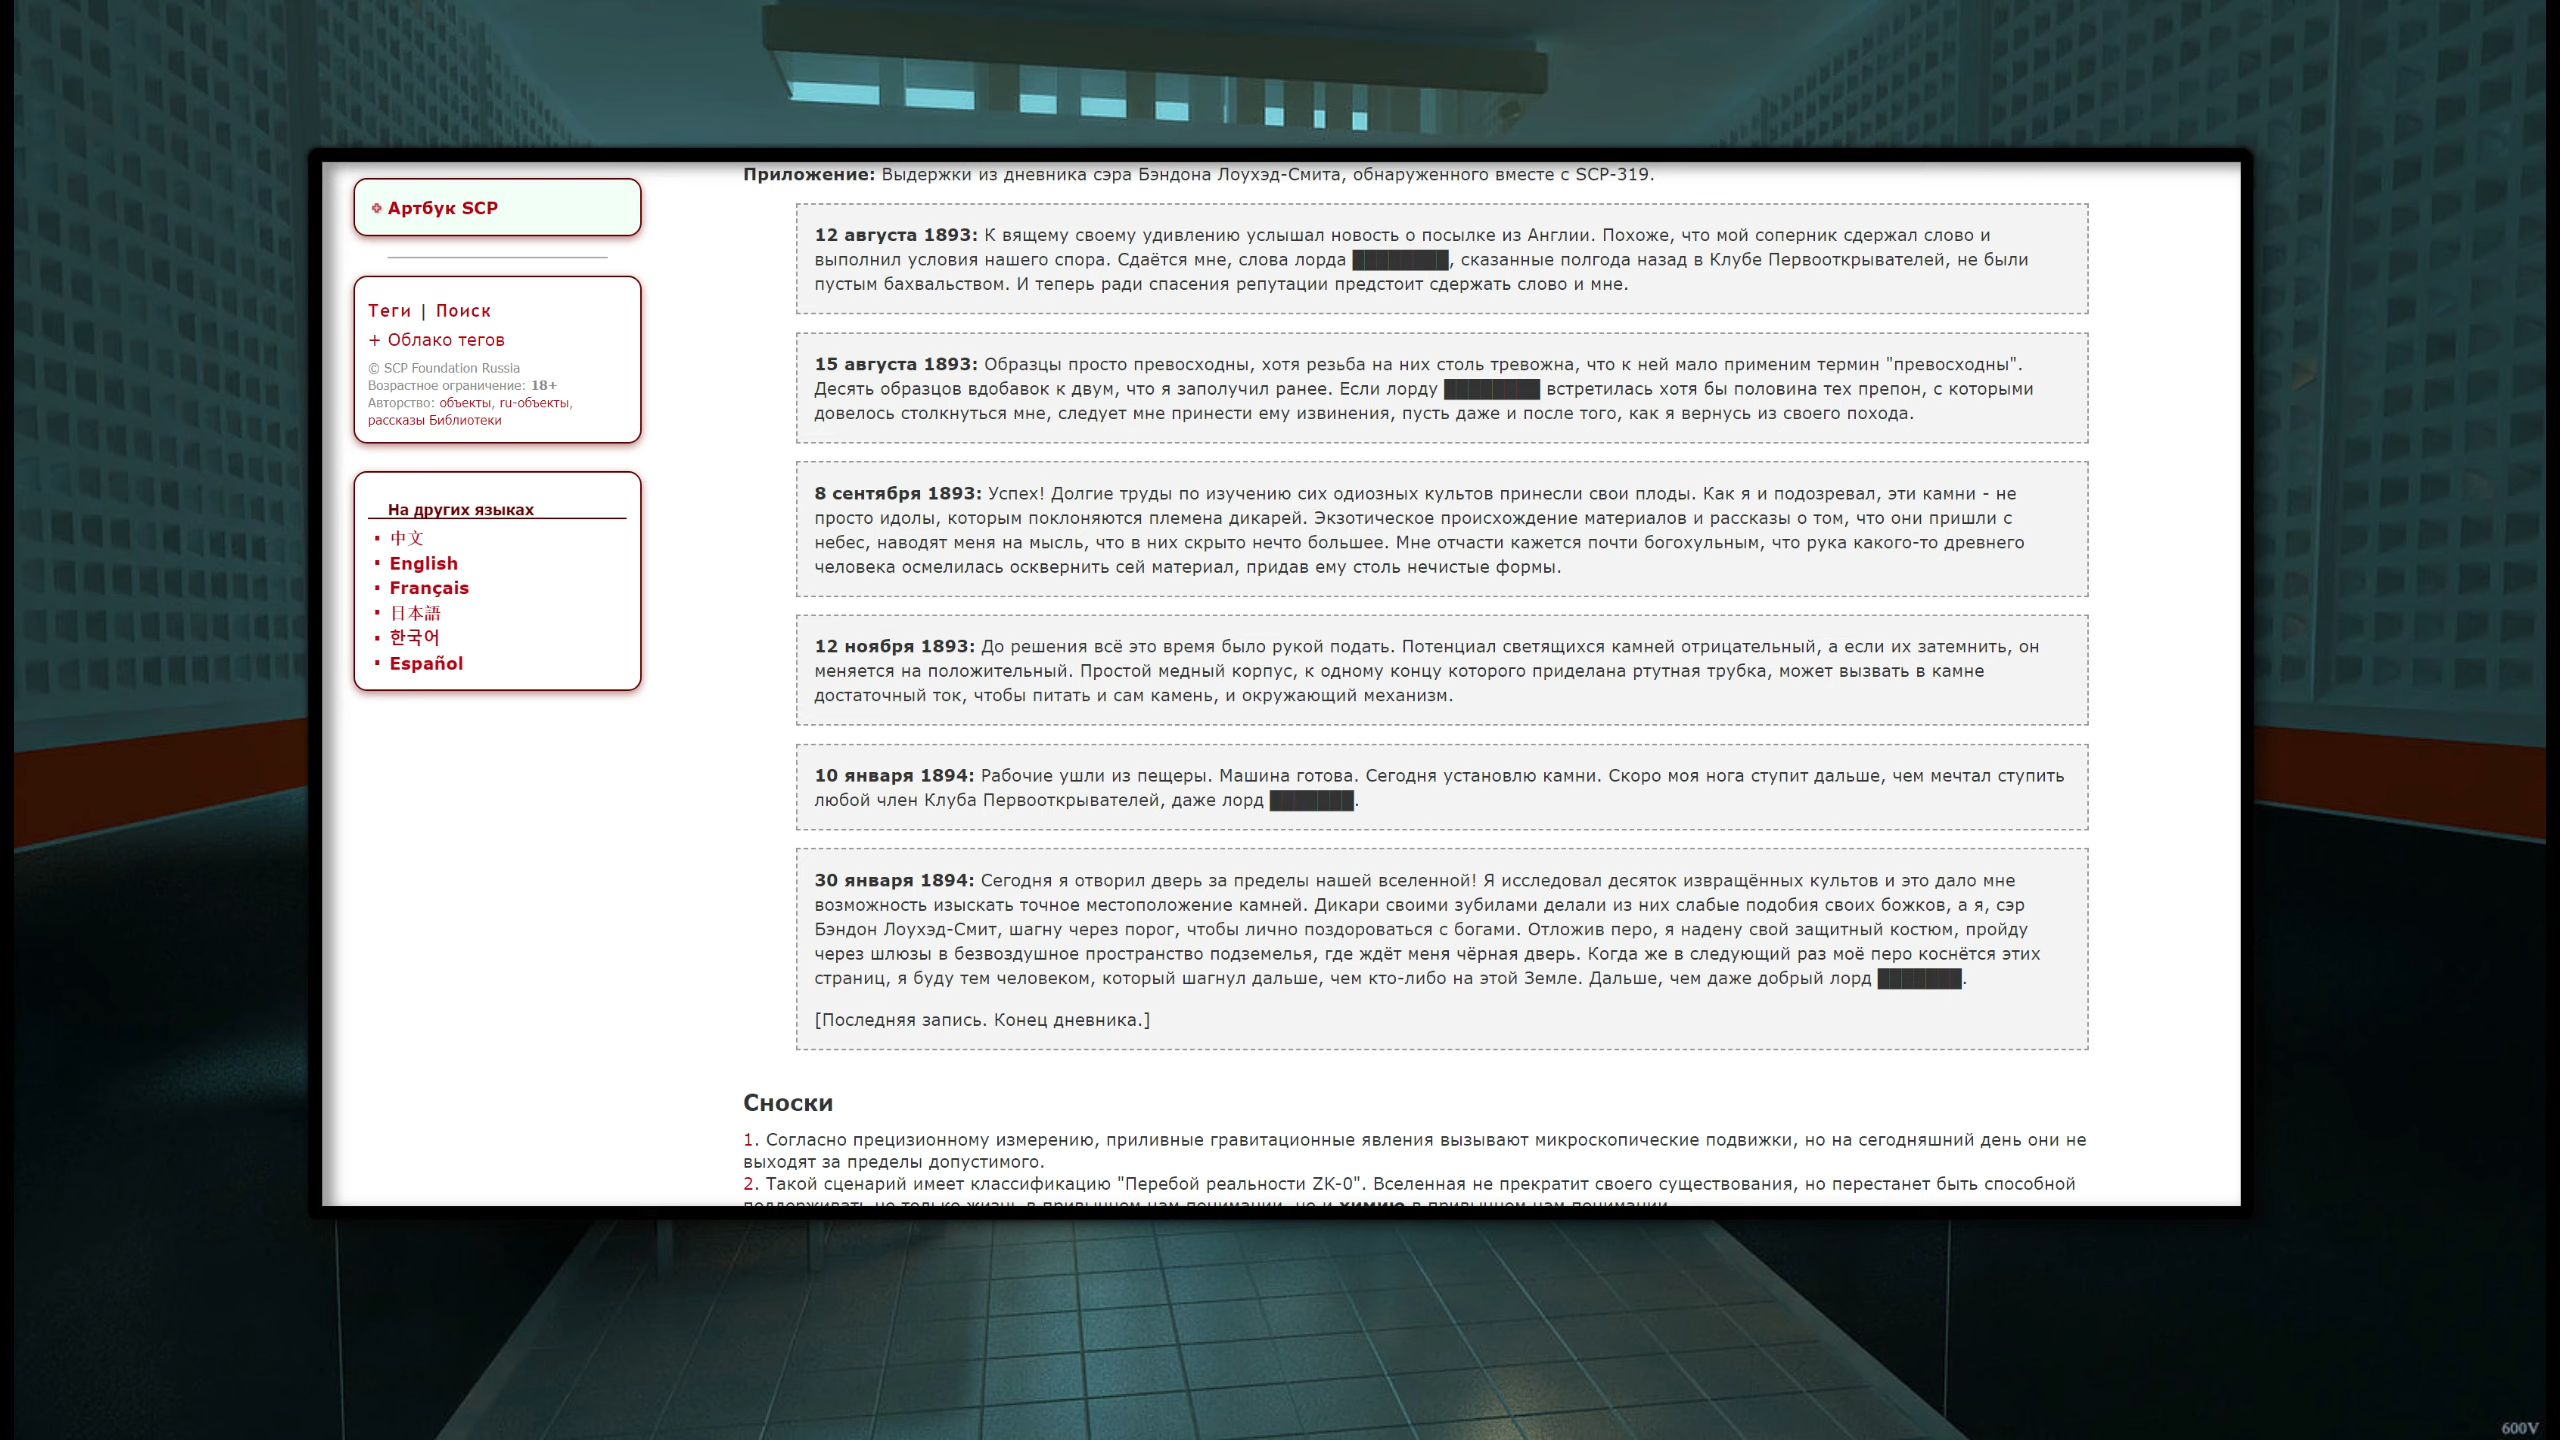 Артбук SCP
Теги | Поиск
+ Облако тегов
© SCP Foundation Russia
Возрастное ограничение: 18+
Авторство: объекты, ru-объекты,
рассказы Библиотеки
На других языках
中文
English
Français
日本語
한국어
Español
Приложение: Выдержки из дневника сэра Бэндона Лоухэд-Смита, обнаруженного вместе с SCP-319.
12 августа 1893: К вящему своему удивлению услышал новость о посылке из Англии. Похоже, что мой соперник сдержал слово и
выполнил условия нашего спора. Сдаётся мне, слова лорда ████████, сказанные полгода назад в Клубе Первооткрывателей, не были
пустым бахвальством. И теперь ради спасения репутации предстоит сдержать слово и мне.
15 августа 1893: Образцы просто превосходны, хотя резьба на них столь тревожна, что к ней мало применим термин "превосходны".
Десять образцов вдобавок к двум, что я заполучил ранее. Если лорду ████████ встретилась хотя бы половина тех препон, с которыми
довелось столкнуться мне, следует мне принести ему извинения, пусть даже и после того, как я вернусь из своего похода.
8 сентября 1893: Успех! Долгие труды по изучению сих одиозных культов принесли свои плоды. Как я и подозревал, эти камни - не
просто идолы, которым поклоняются племена дикарей. Экзотическое происхождение материалов и рассказы о том, что они пришли с
небес, наводят меня на мысль, что в них скрыто нечто большее. Мне отчасти кажется почти богохульным, что рука какого-то древнего
человека осмелилась осквернить сей материал, придав ему столь нечистые формы.
12 ноября 1893: До решения всё это время было рукой подать. Потенциал светящихся камней отрицательный, а если их затемнить, он
меняется на положительный. Простой медный корпус, к одному концу которого приделана ртутная трубка, может вызвать в камне
достаточный ток, чтобы питать и сам камень, и окружающий механизм.
10 января 1894: Рабочие ушли из пещеры. Машина готова. Сегодня установлю камни. Скоро моя нога ступит дальше, чем мечтал ступить
любой член Клуба Первооткрывателей, даже лорд ███████.
30 января 1894: Сегодня я отворил дверь за пределы нашей вселенной! Я исследовал десяток извращённых культов и это дало мне
возможность изыскать точное местоположение камней. Дикари своими зубилами делали из них слабые подобия своих божков, а я, сэр
Бэндон Лоухэд-Смит, шагну через порог, чтобы лично поздороваться с богами. Отложив перо, я надену свой защитный костюм, пройду
через шлюзы в безвоздушное пространство подземелья, где ждёт меня чёрная дверь. Когда же в следующий раз моё перо коснётся этих
страниц, я буду тем человеком, который шагнул дальше, чем кто-либо на этой Земле. Дальше, чем даже добрый лорд ███████.
[Последняя запись. Конец дневника.]
Сноски
1. Согласно прецизионному измерению, приливные гравитационные явления вызывают микроскопические подвижки, но на сегодняшний день они не
выходят за пределы допустимого.
2. Такой сценарий имеет классификацию "Перебой реальности ZK-0". Вселенная не прекратит своего существования, но перестанет быть способной
поддерживать не только жизнь в привычном нам понимании, но и химию в привычном нам понимании.
600V